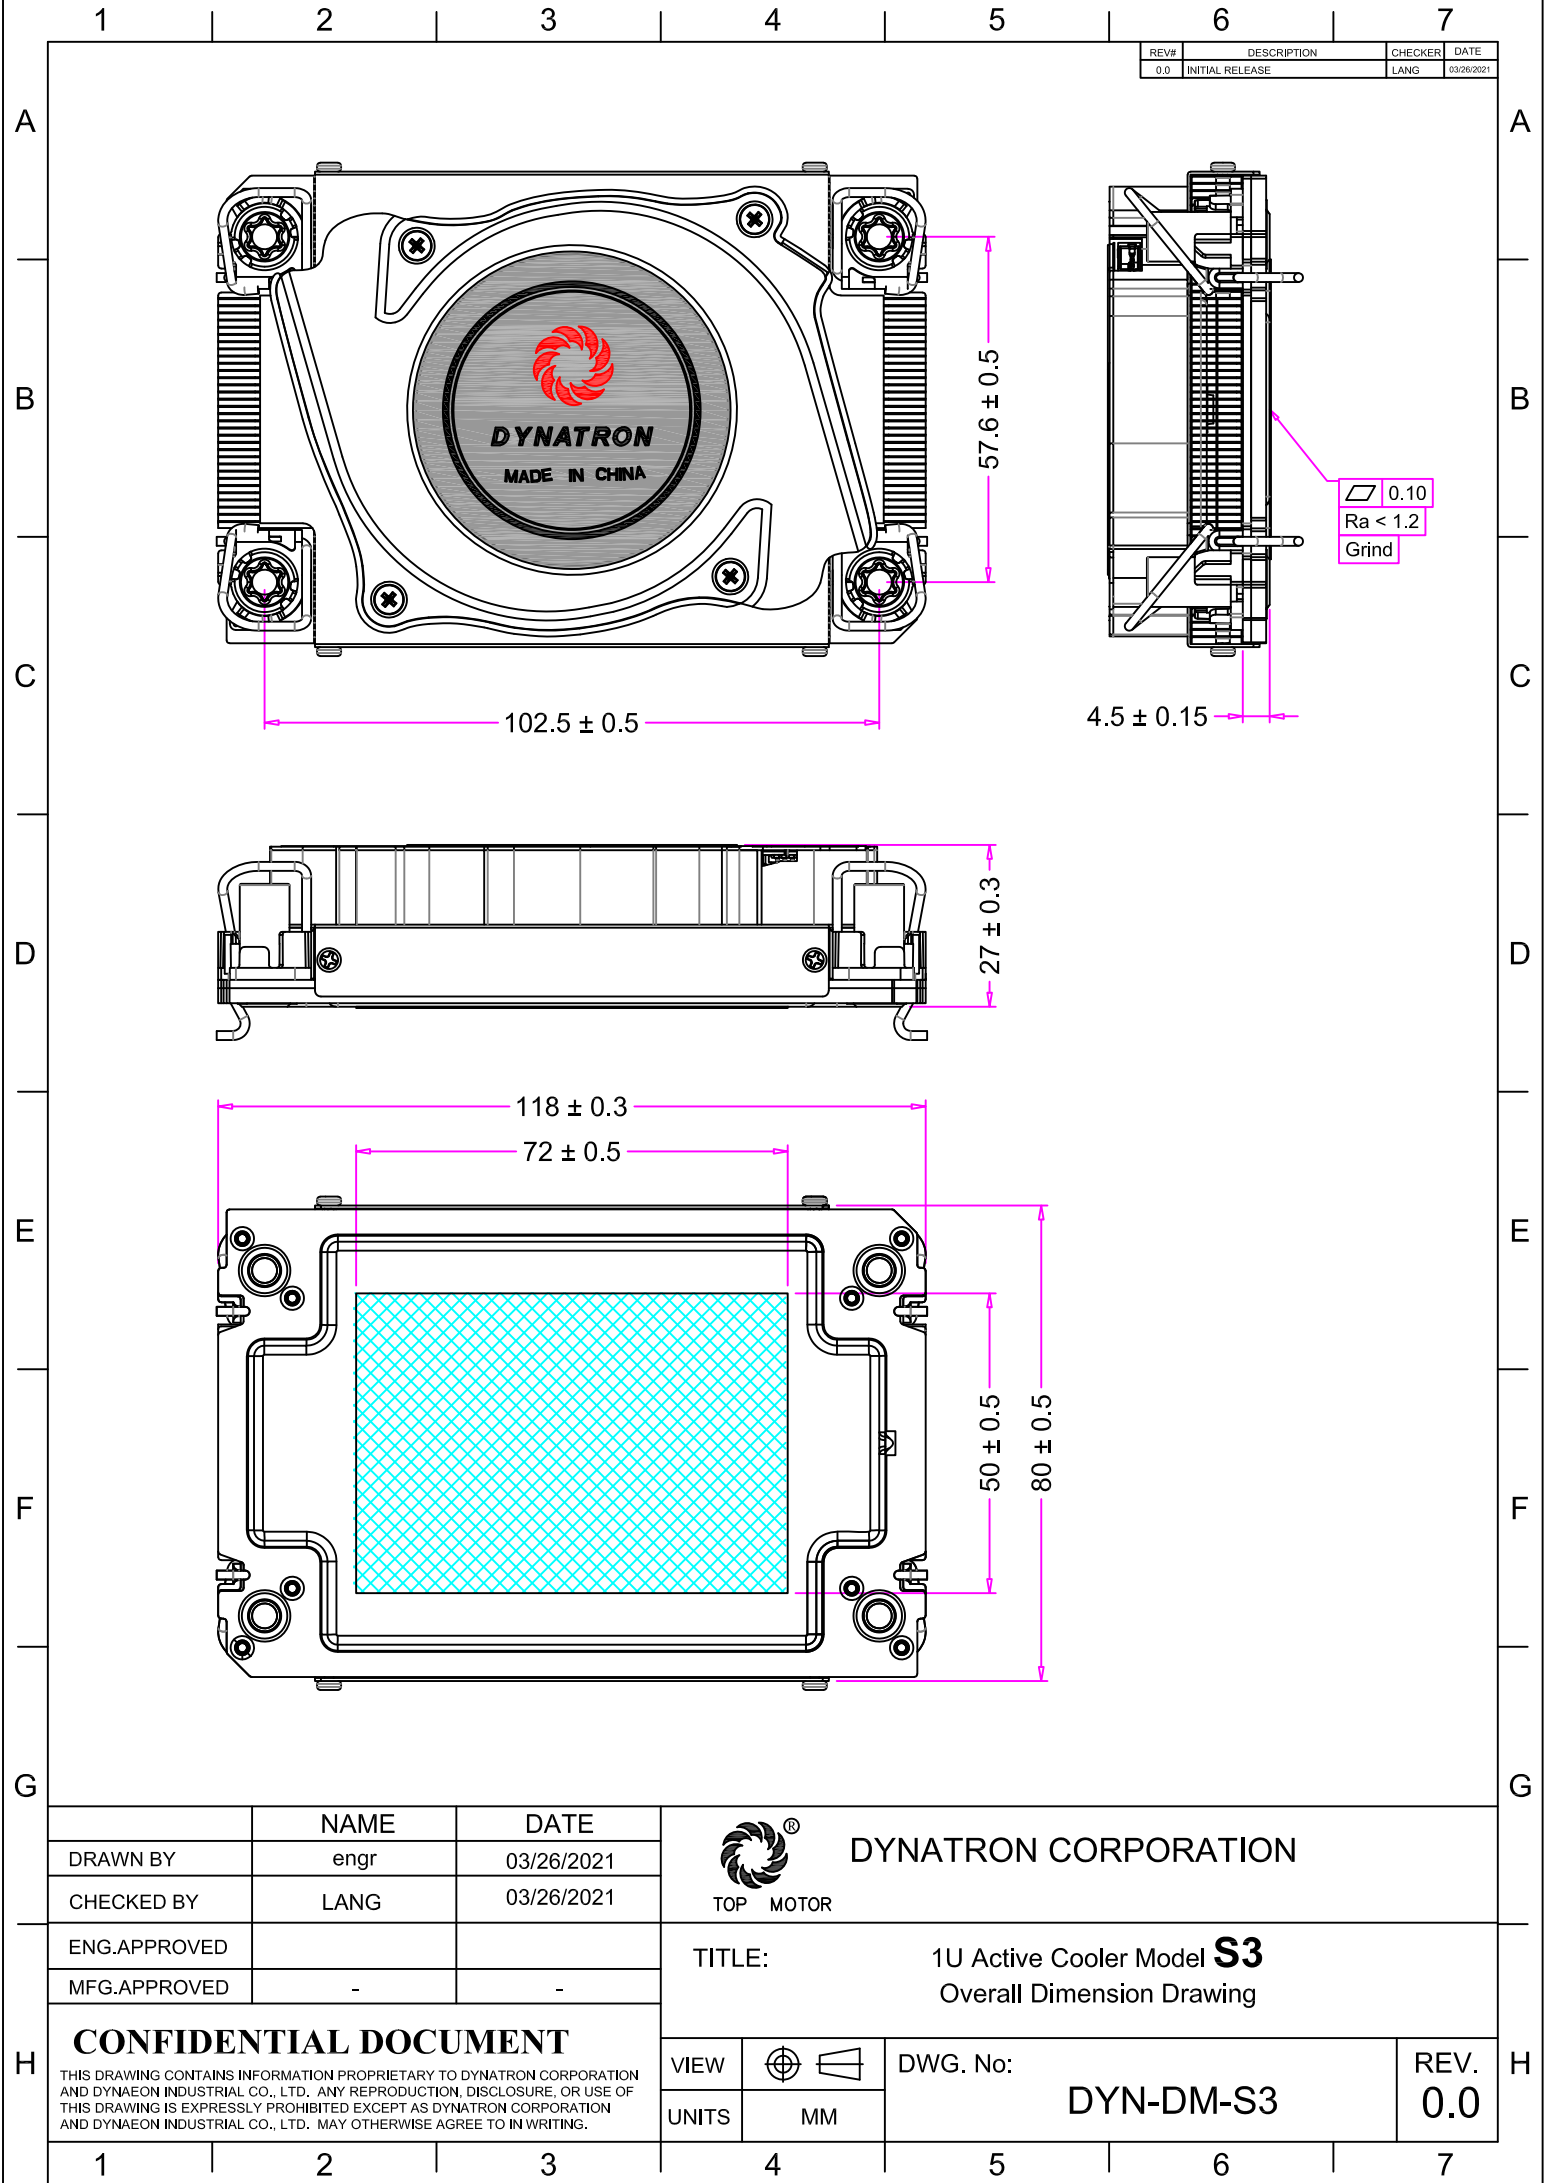 1 2 3 4 5 6 7
REV# DESCRIPTION CHECKER DATE
0.0 INITIAL RELEASE LANG 03/26/2021
A A
B B
C C
D D
E E
F F
G G
H H
DYNATRON
MADE IN CHINA
57.6 ± 0.5
102.5 ± 0.5
0.10
Ra < 1.2
Grind
4.5 ± 0.15
27 ± 0.3
118 ± 0.3
72 ± 0.5
50 ± 0.5
80 ± 0.5
NAME DATE
DRAWN BY engr 03/26/2021
CHECKED BY LANG 03/26/2021
ENG.APPROVED
MFG.APPROVED - -
CONFIDENTIAL DOCUMENT
THIS DRAWING CONTAINS INFORMATION PROPRIETARY TO DYNATRON CORPORATION
AND DYNAEON INDUSTRIAL CO., LTD. ANY REPRODUCTION, DISCLOSURE, OR USE OF
THIS DRAWING IS EXPRESSLY PROHIBITED EXCEPT AS DYNATRON CORPORATION
AND DYNAEON INDUSTRIAL CO., LTD. MAY OTHERWISE AGREE TO IN WRITING.
®
TOP MOTOR
DYNATRON CORPORATION
TITLE: 1U Active Cooler Model S3
Overall Dimension Drawing
VIEW
UNITS MM
DWG. No:
DYN-DM-S3
REV.
0.0
1 2 3 4 5 6 7